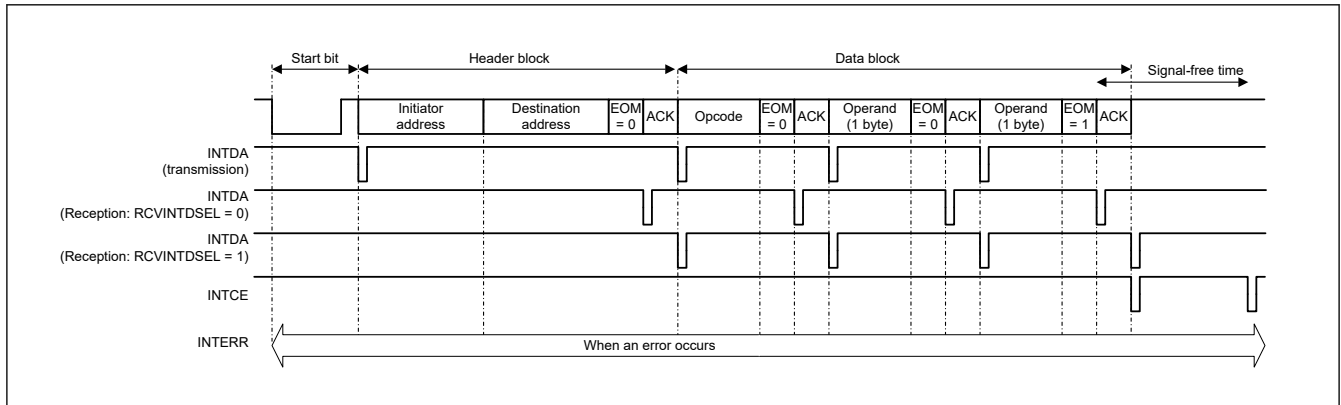 Start bit
Header block
Data block
Signal-free time
Initiator address
Destination address
EOM = 0
ACK
Opcode
EOM = 0
ACK
Operand (1 byte)
EOM = 0
ACK
Operand (1 byte)
EOM = 1
ACK
INTDA
(transmission)
INTDA
(Reception: RCVINTDSEL = 0)
INTDA
(Reception: RCVINTDSEL = 1)
INTCE
INTERR
When an error occurs